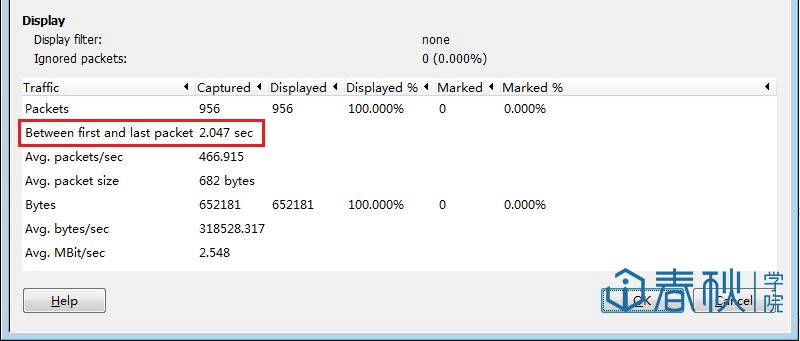 Display
Display filter: none
Ignored packets: 0 (0.000%)
Traffic Captured Displayed Displayed % Marked Marked %
Packets 956 956 100.000% 0 0.000%
Between first and last packet 2.047 sec
Avg. packets/sec 466.915
Avg. packet size 682 bytes
Bytes 652181 652181 100.000% 0 0.000%
Avg. bytes/sec 318528.317
Avg. MBit/sec 2.548
Help OK Cancel
春秋学院